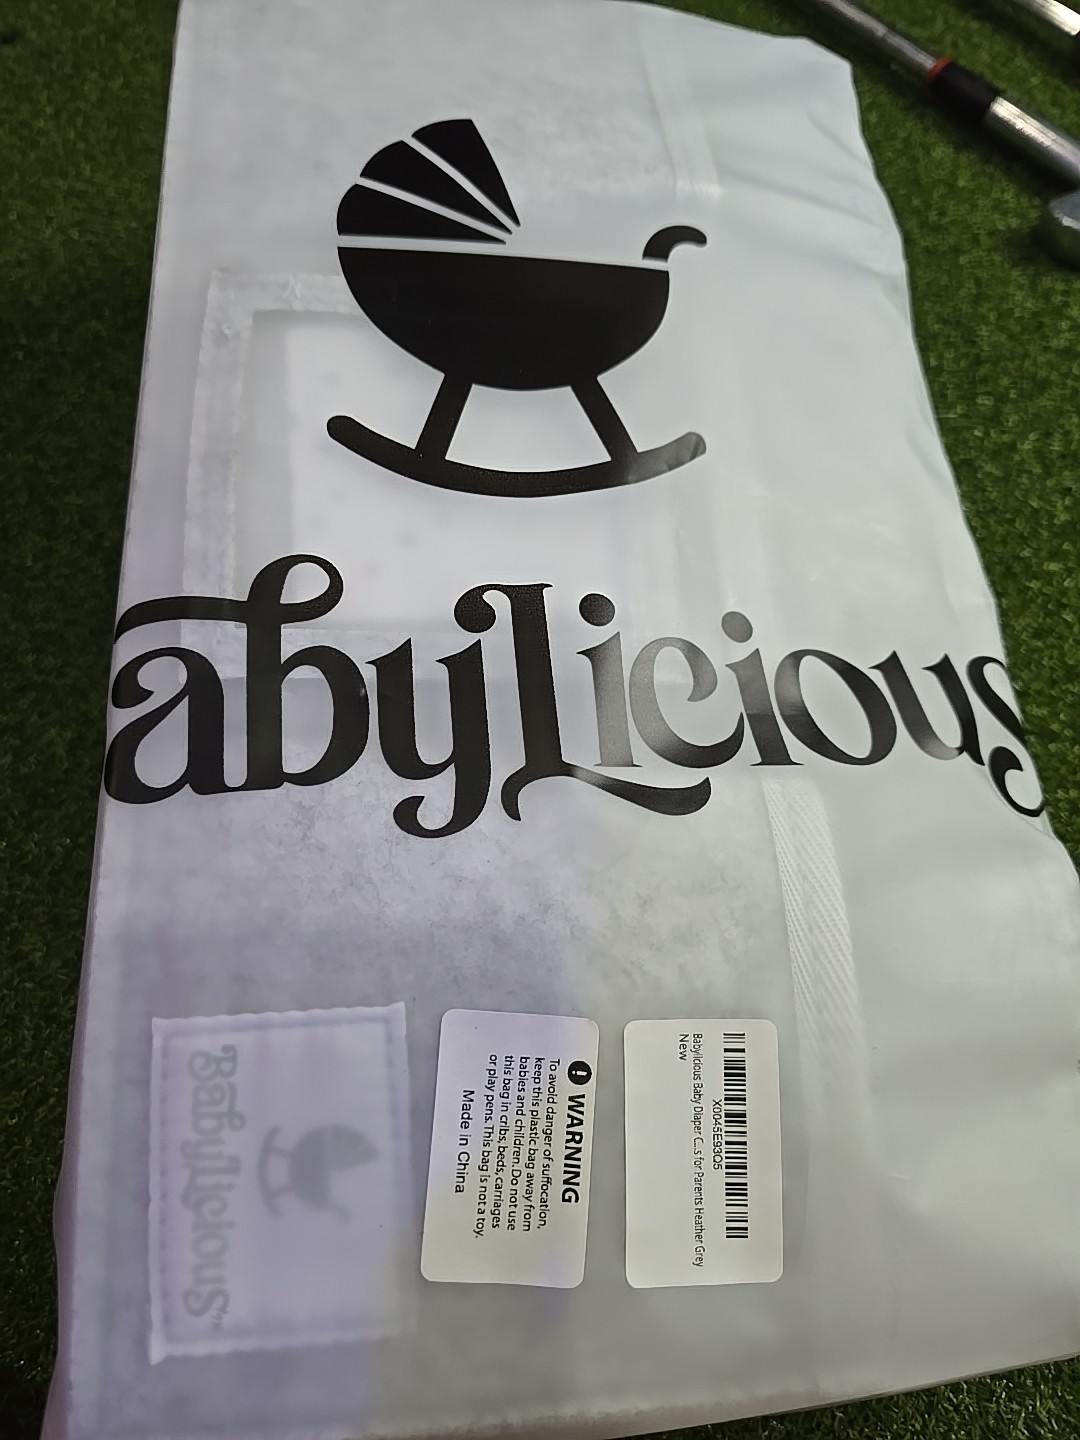 abyLicious
BabyLicious™
WARNING
To avoid danger of suffocation,
keep this plastic bag away from
babies and children. Do not use
this bag in cribs, beds, carriages
or play pens. This bag is not a toy.
Made in China
X0045E93Q5
Babylicious Baby Diaper C...s for Parents Heather Grey
New